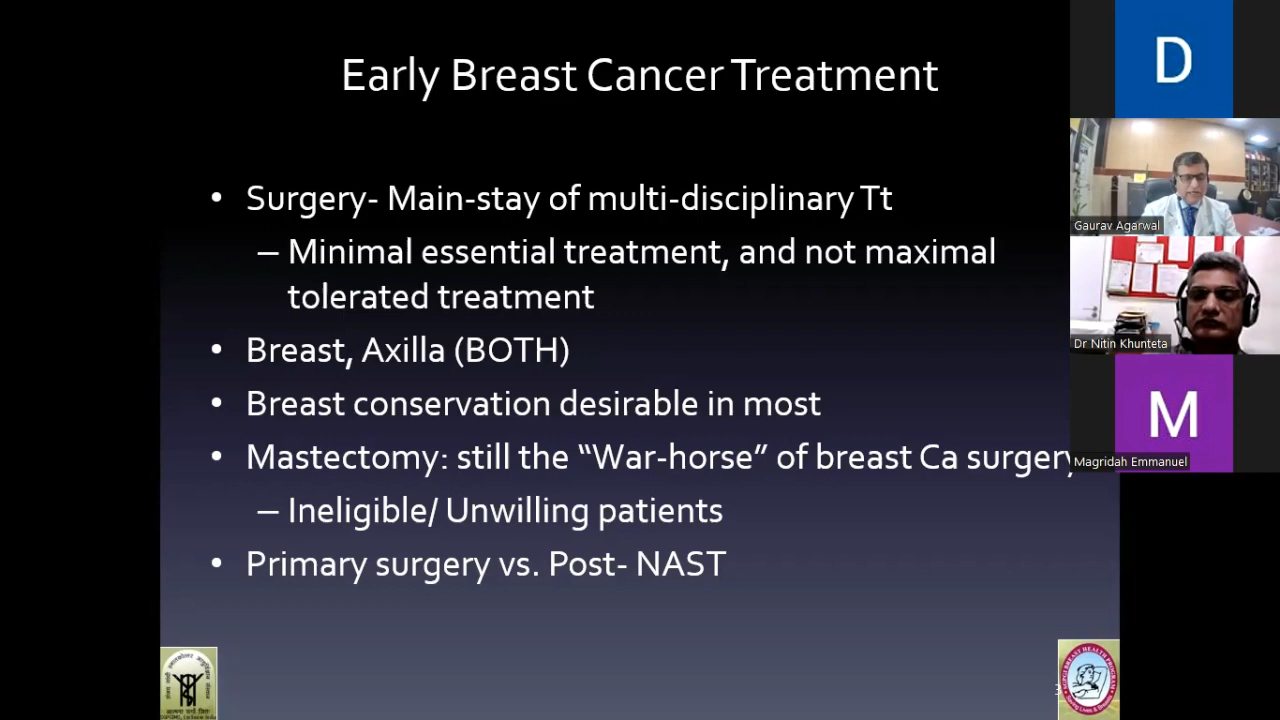 Early Breast Cancer Treatment
• Surgery- Main-stay of multi-disciplinary Tt
– Minimal essential treatment, and not maximal
tolerated treatment
• Breast, Axilla (BOTH)
• Breast conservation desirable in most
• Mastectomy: still the “War-horse” of breast Ca surgery
– Ineligible/ Unwilling patients
• Primary surgery vs. Post- NAST
D
Gaurav Agarwal
Dr Nitin Khunteta
M
Magridah Emmanuel
3